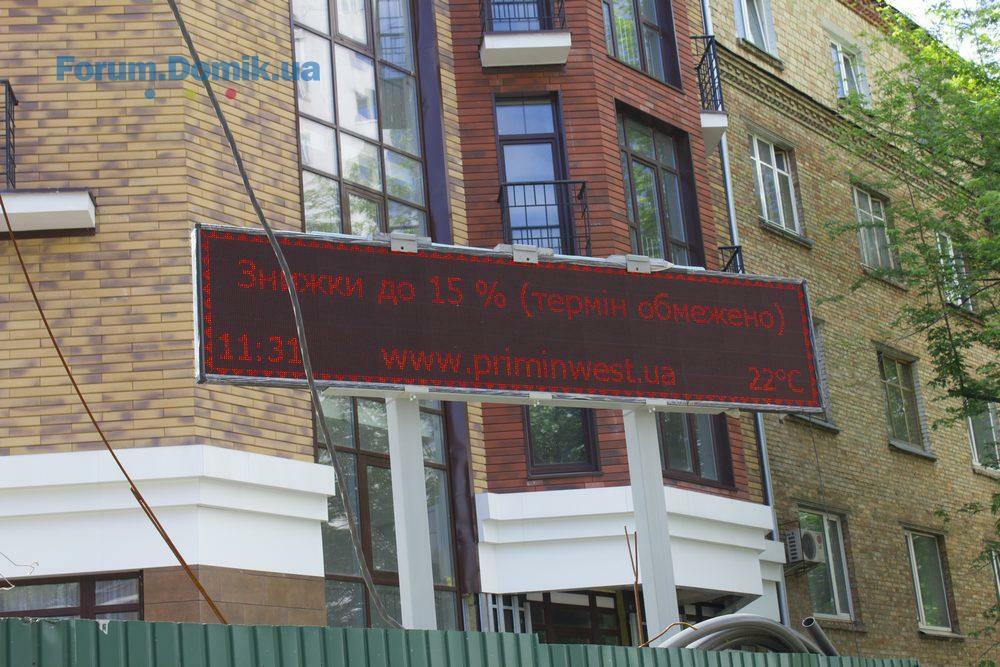 Forum.Domik.ua
Знижки до 15 % (термін обмежено)
11:31 www.priminwest.ua 22°C